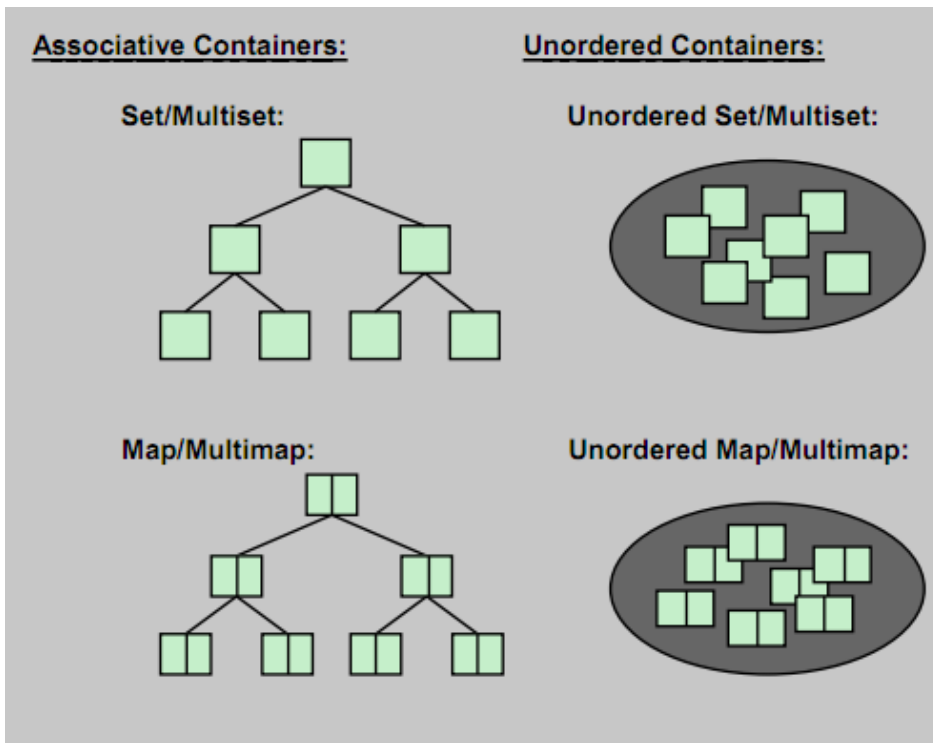 Associative Containers:
Unordered Containers:
Set/Multiset:
Unordered Set/Multiset:
Map/Multimap:
Unordered Map/Multimap: